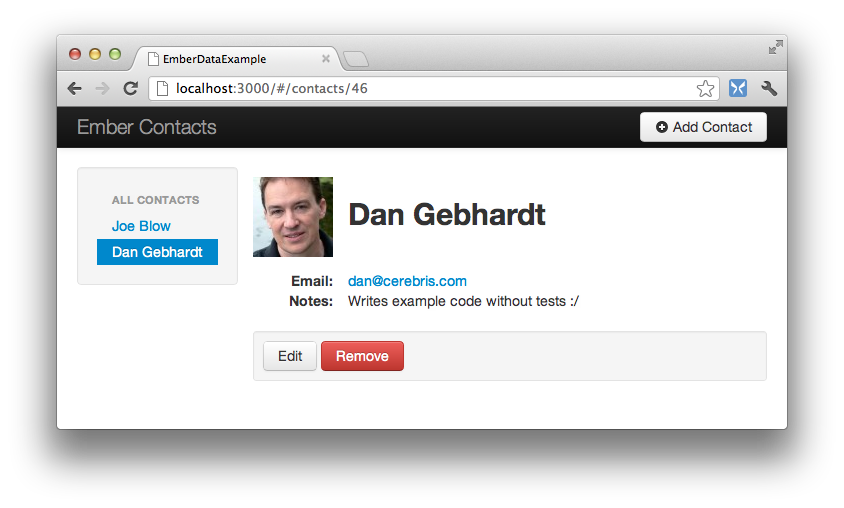 EmberDataExample
localhost:3000/#/contacts/46
Ember Contacts
Add Contact
ALL CONTACTS
Joe Blow
Dan Gebhardt
Dan Gebhardt
Email: dan@cerebris.com
Notes: Writes example code without tests :/
Edit Remove